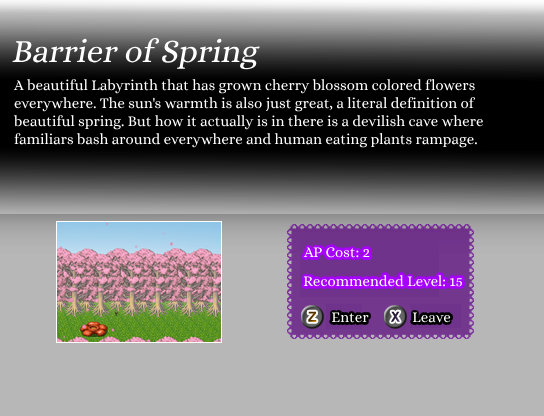 Barrier of Spring
A beautiful Labyrinth that has grown cherry blossom colored flowers
everywhere. The sun's warmth is also just great, a literal definition of
beautiful spring. But how it actually is in there is a devilish cave where
familiars bash around everywhere and human eating plants rampage.
AP Cost: 2
Recommended Level: 15
Z Enter X Leave